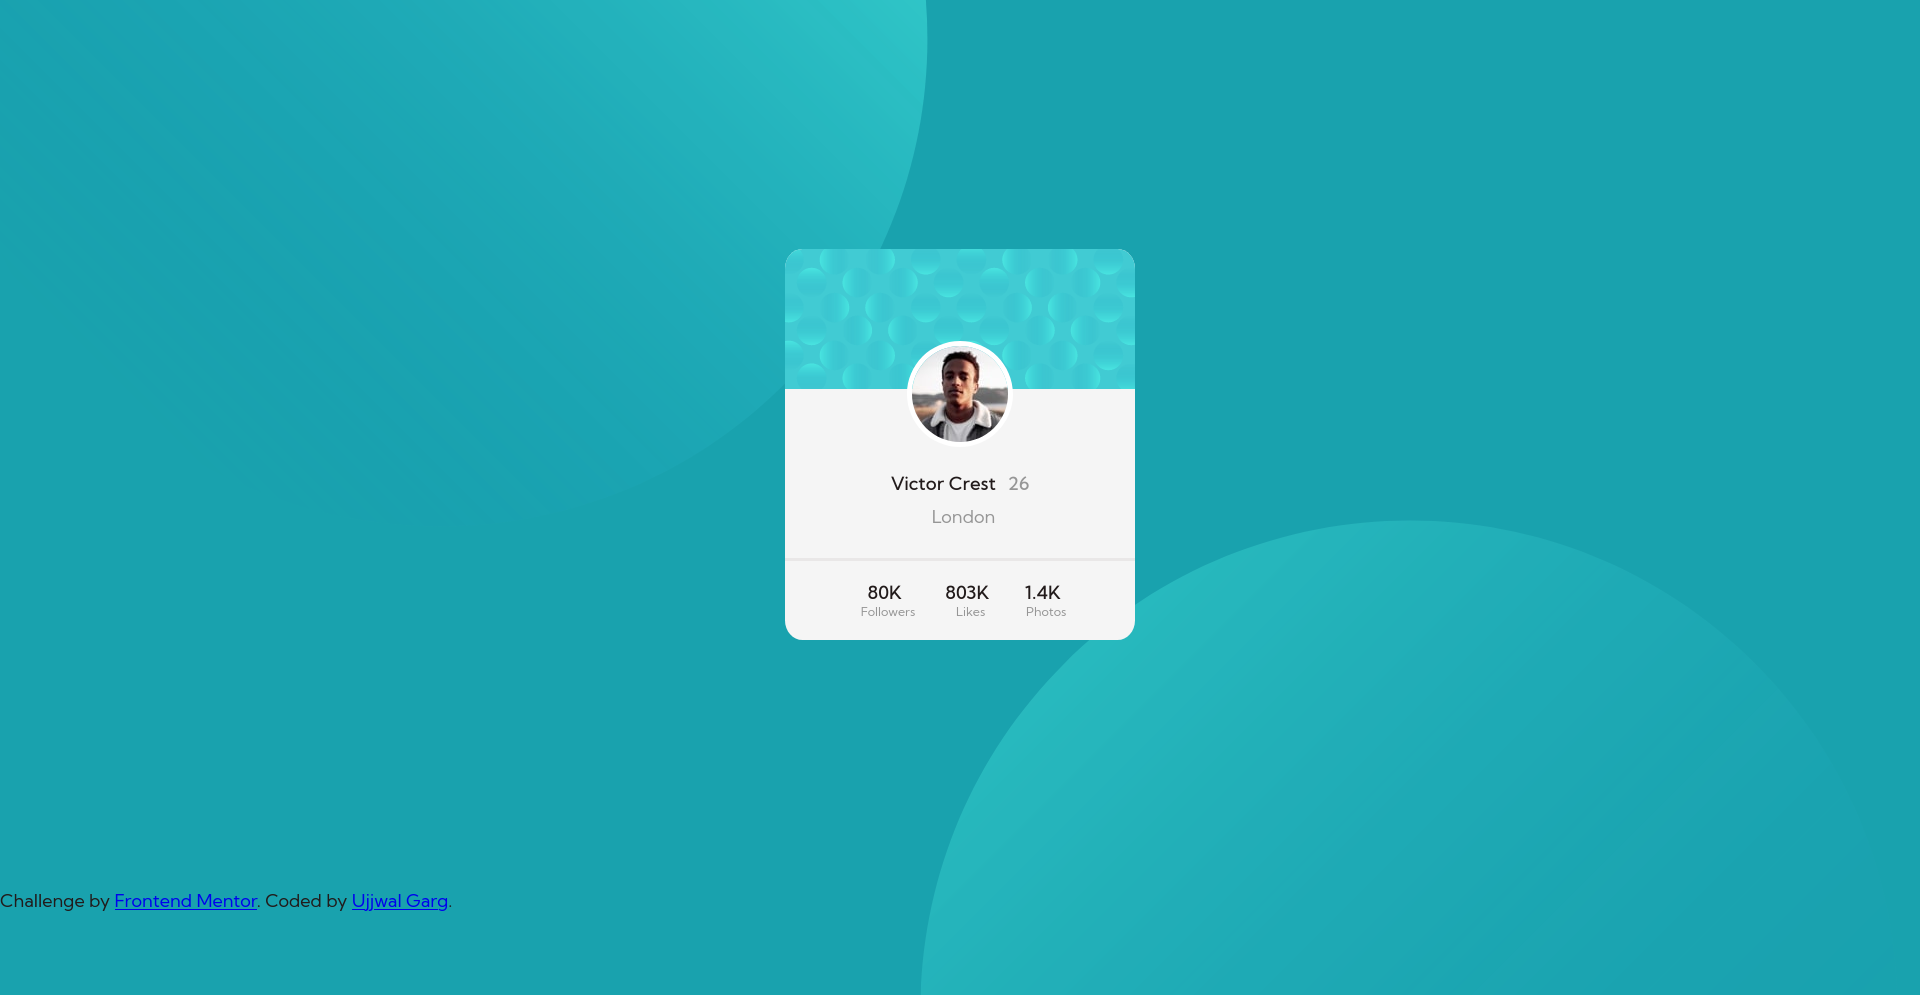 Victor Crest 26
London
80K 803K 1.4K
Followers Likes Photos
Challenge by Frontend Mentor. Coded by Ujjwal Garg.